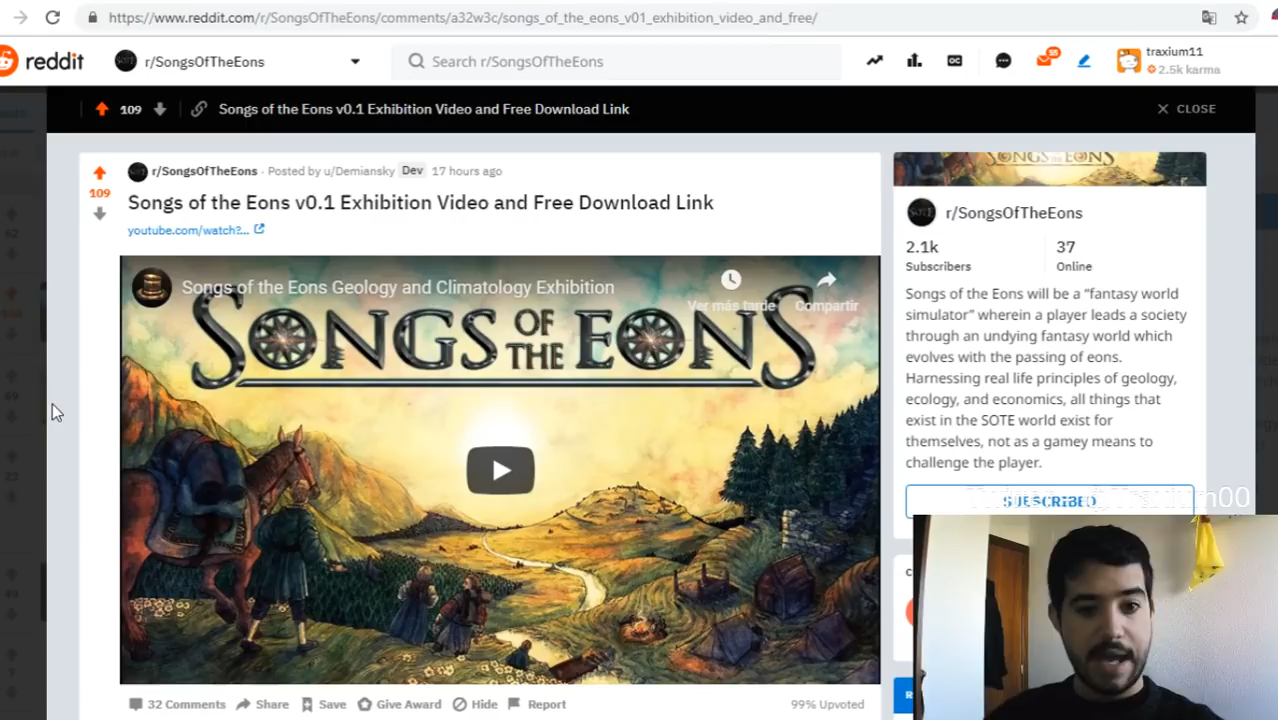 https://www.reddit.com/r/SongsOfTheEons/comments/a32w3c/songs_of_the_eons_v01_exhibition_video_and_free/
reddit
r/SongsOfTheEons
Search r/SongsOfTheEons
55
traxium11
2.5k karma
109
Songs of the Eons v0.1 Exhibition Video and Free Download Link
CLOSE
r/SongsOfTheEons · Posted by u/Demiansky Dev 17 hours ago
109
Songs of the Eons v0.1 Exhibition Video and Free Download Link
youtube.com/watch?...
Songs of the Eons Geology and Climatology Exhibition
Ver más tarde
Compartir
SONGS OF THE EONS
32 Comments
Share
Save
Give Award
Hide
Report
99% Upvoted
SONGS OF THE EONS
r/SongsOfTheEons
2.1k
37
Subscribers
Online
Songs of the Eons will be a “fantasy world
simulator” wherein a player leads a society
through an undying fantasy world which
evolves with the passing of eons.
Harnessing real life principles of geology,
ecology, and economics, all things that
exist in the SOTE world exist for
themselves, not as a gamey means to
challenge the player.
SUBSCRIBED